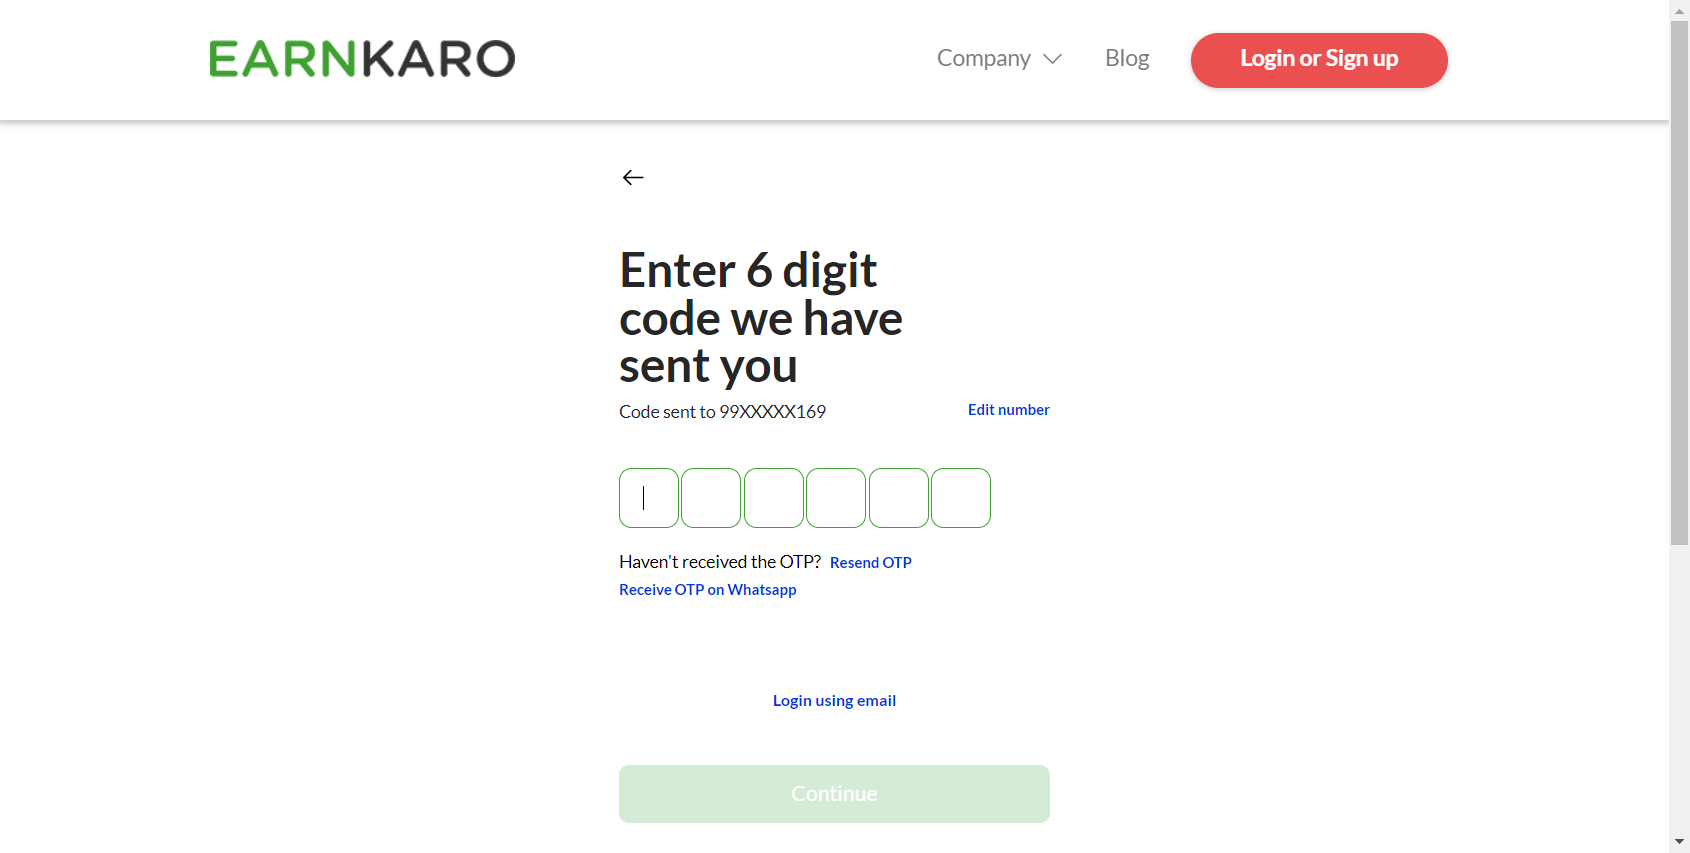 EARNKARO
Company
Blog
Login or Sign up
Enter 6 digit
code we have
sent you
Code sent to 99XXXXX169
Edit number
Haven't received the OTP? Resend OTP
Receive OTP on Whatsapp
Login using email
Continue